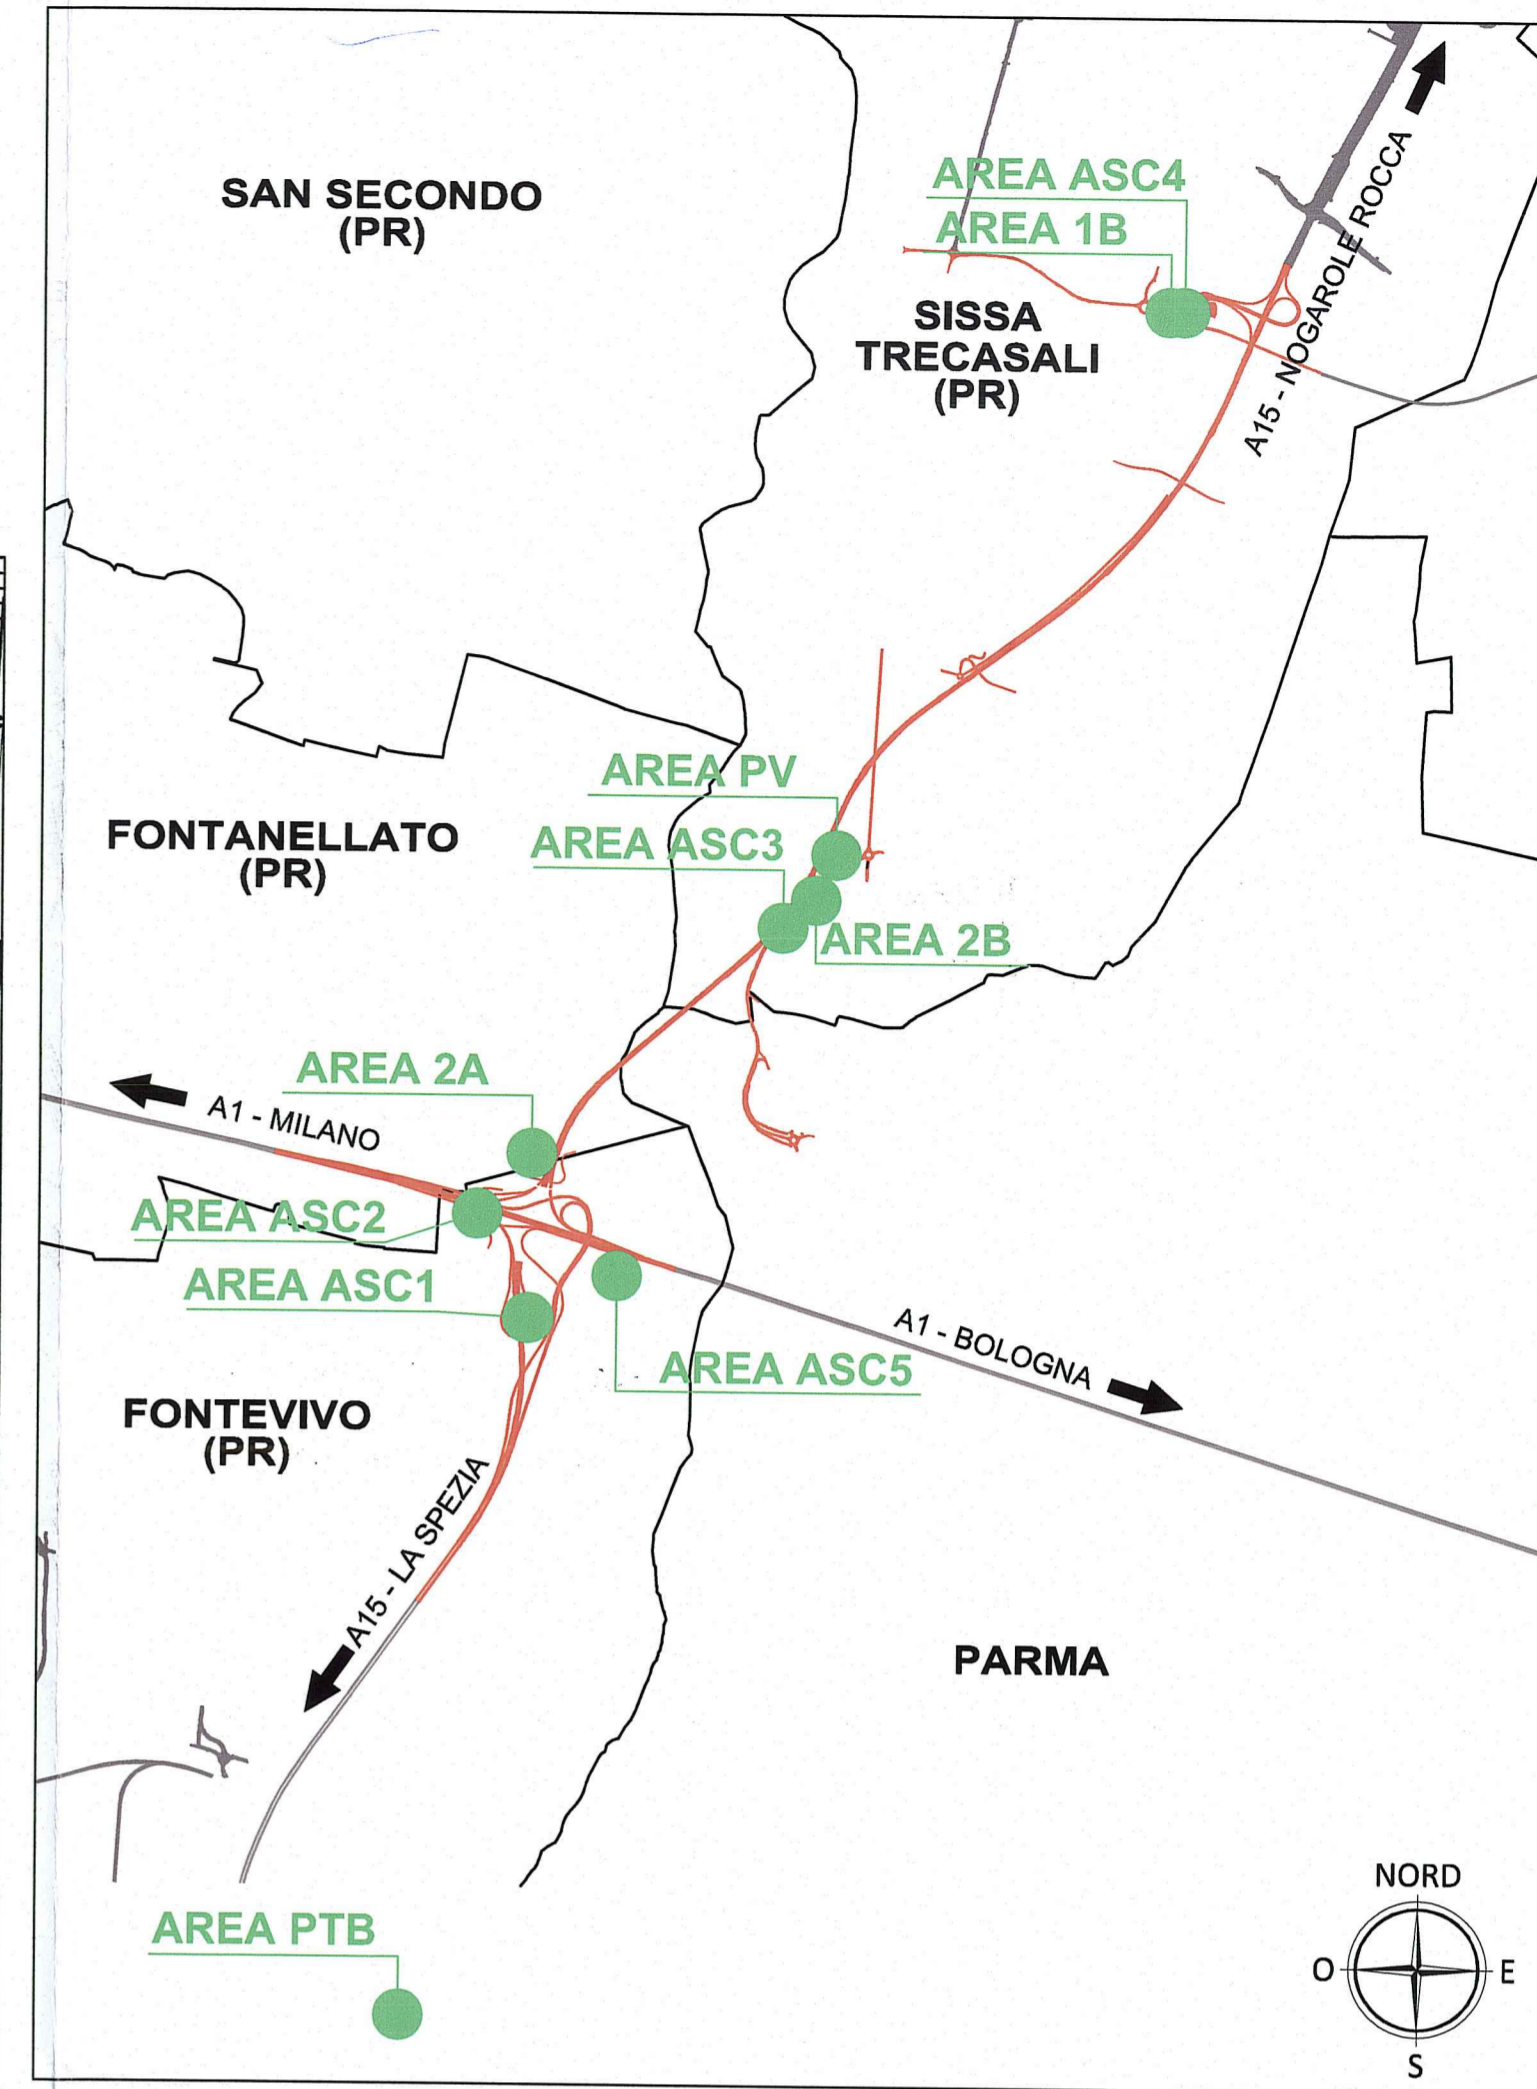 SAN SECONDO
(PR)
AREA ASC4
AREA 1B
SISSA
TRECASALI
(PR)
A15 - NOGAROLE ROCCA
AREA PV
AREA ASC3
AREA 2B
FONTANELLATO
(PR)
AREA 2A
A1 - MILANO
AREA ASC2
AREA ASC1
AREA ASC5
A1 - BOLOGNA
FONTEVIVO
(PR)
A15 - LA SPEZIA
PARMA
AREA PTB
NORD
O
E
S